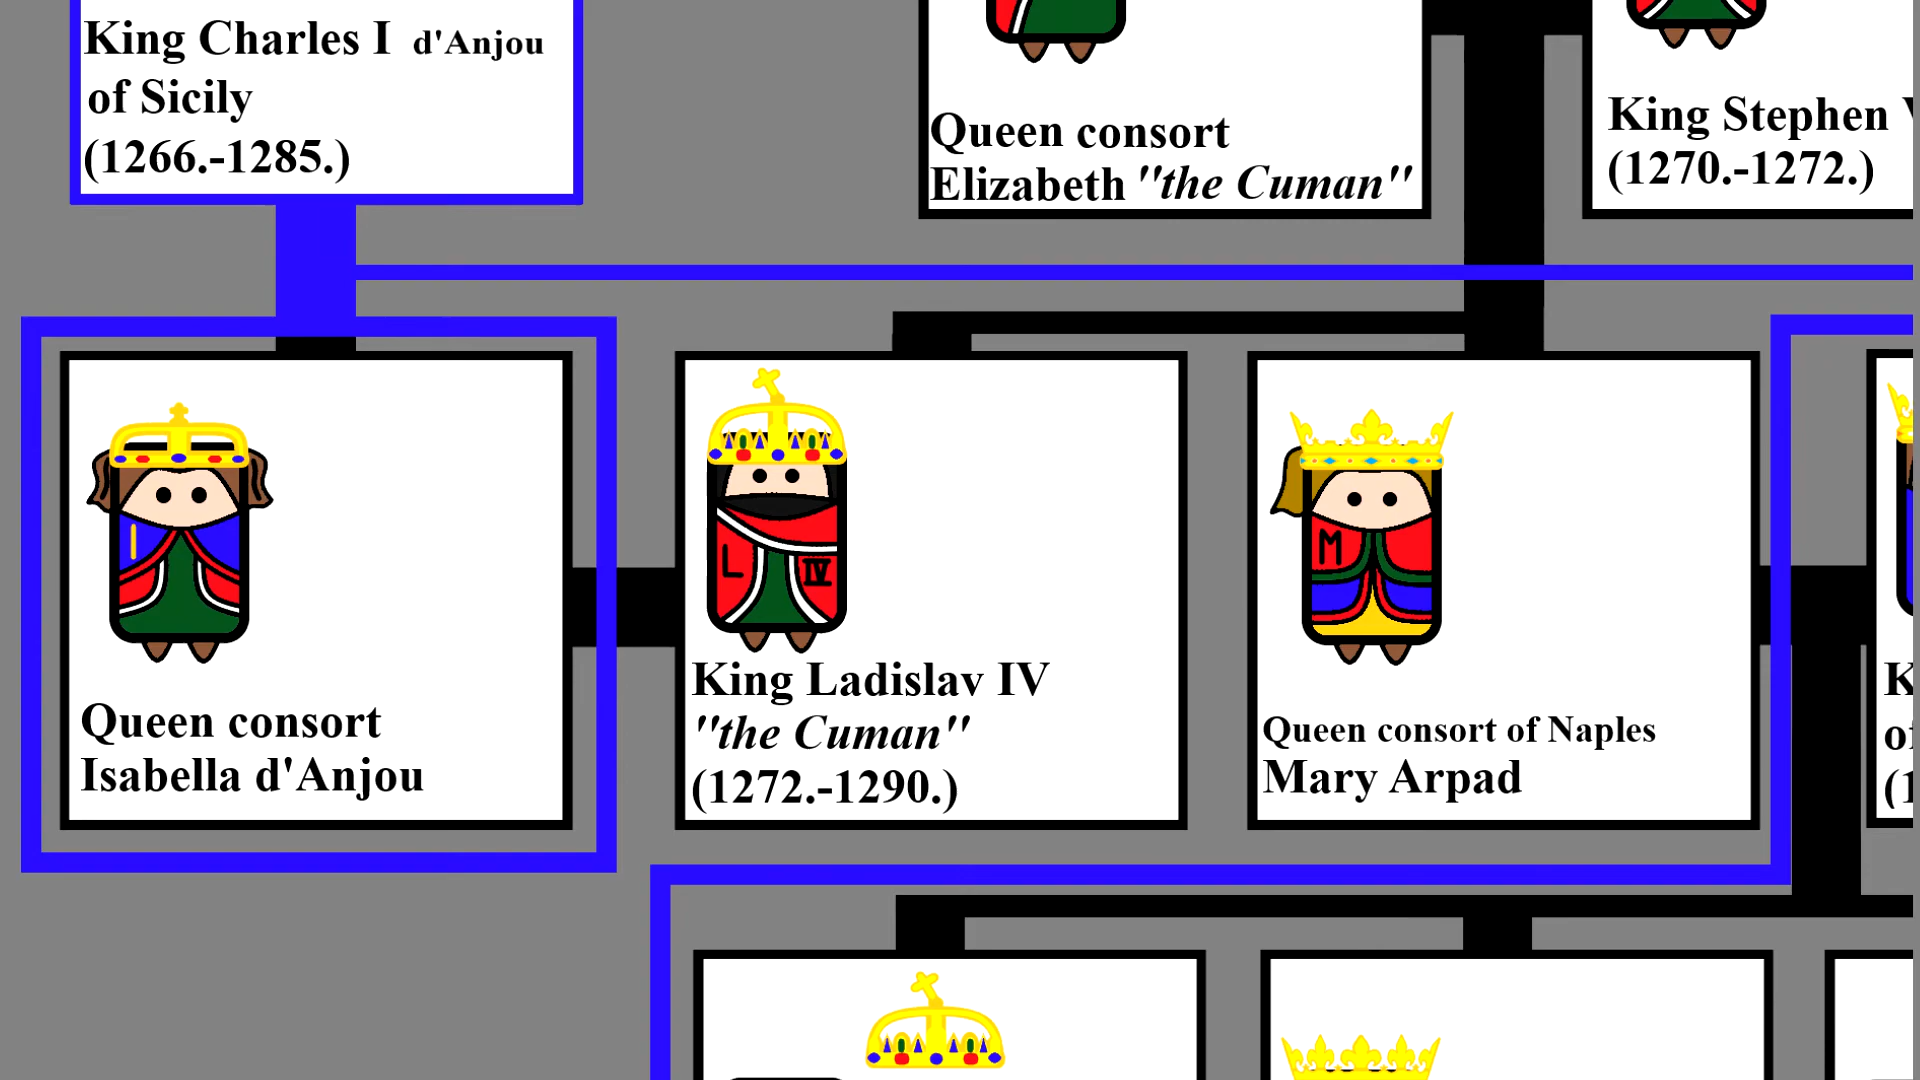 King Charles I d'Anjou
of Sicily
(1266.-1285.)
Queen consort
Elizabeth "the Cuman"
King Stephen
(1270.-1272.)
I
Queen consort
Isabella d'Anjou
L IV
King Ladislav IV
"the Cuman"
(1272.-1290.)
M
Queen consort of Naples
Mary Arpad